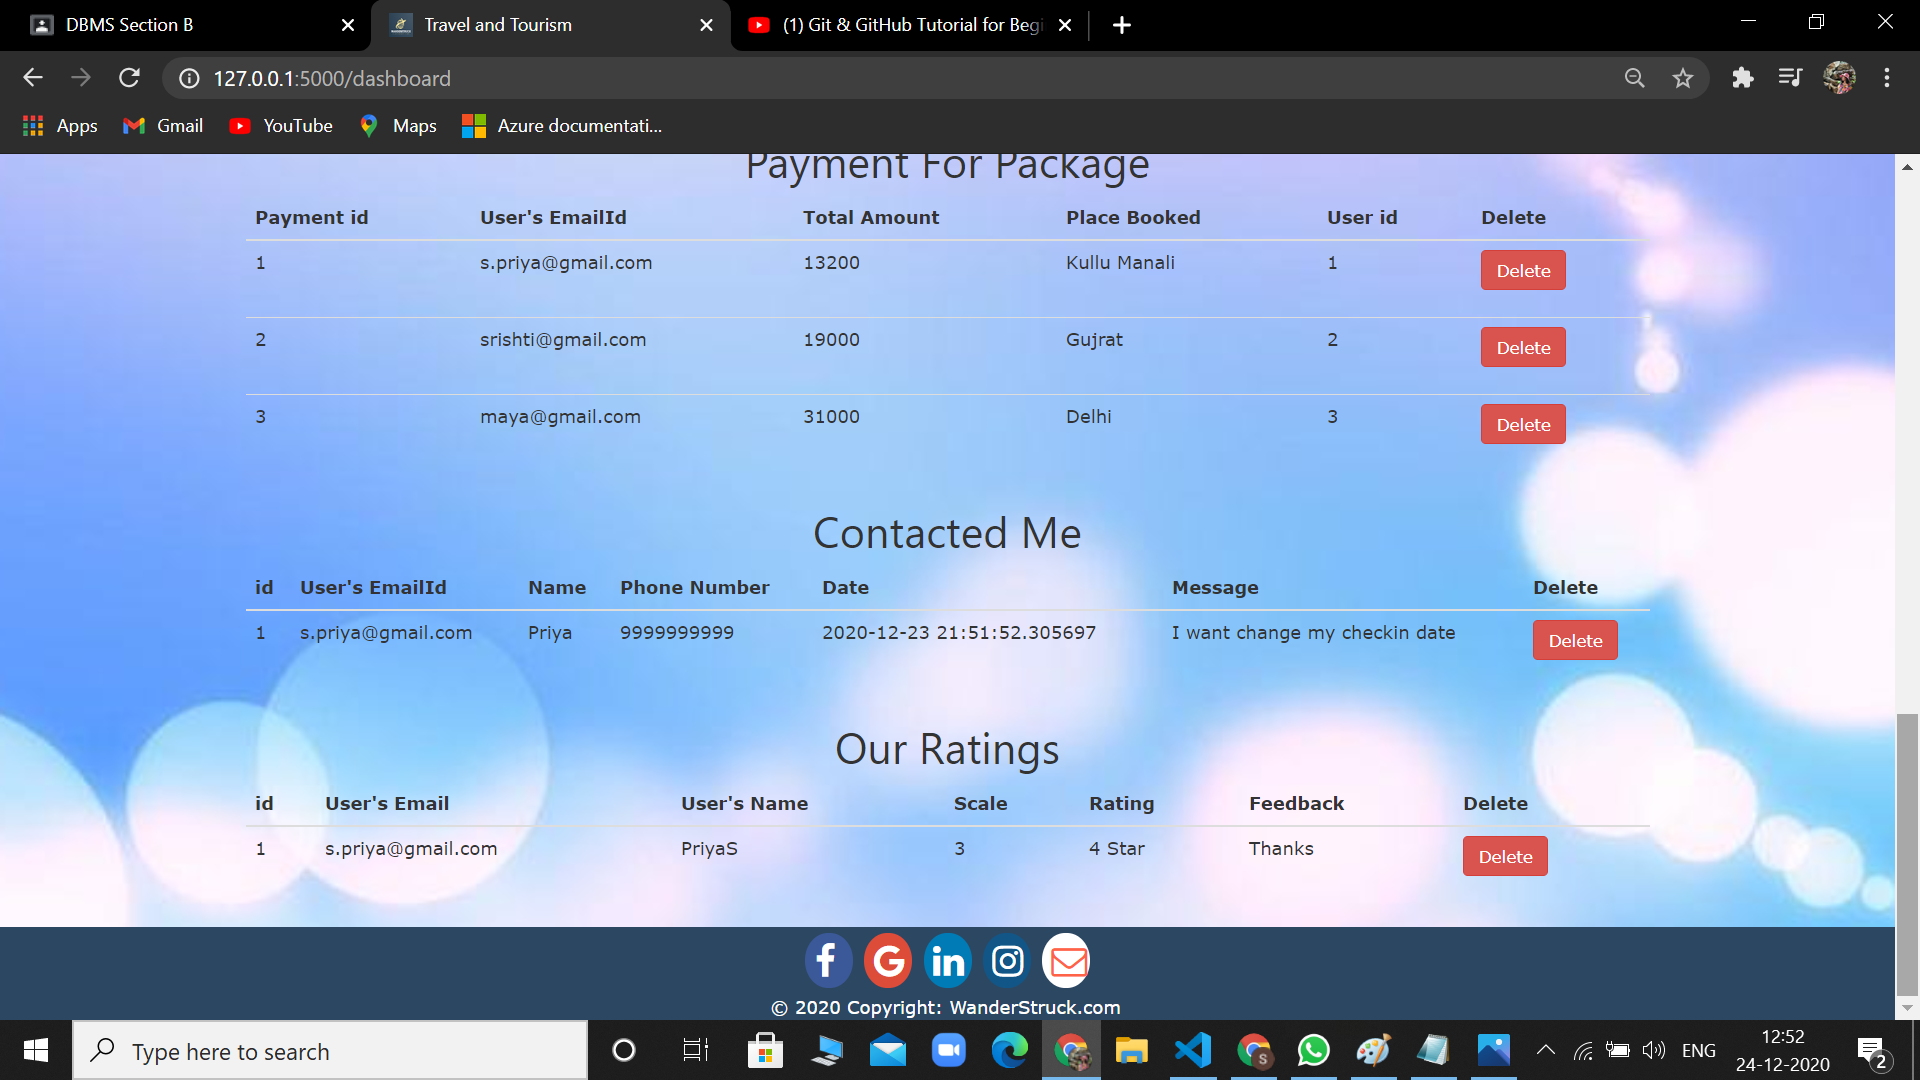 DBMS Section B
Travel and Tourism
(1) Git & GitHub Tutorial for Beg
127.0.0.1:5000/dashboard
Apps Gmail YouTube Maps Azure documentati...
Payment For Package
Payment id User's EmailId Total Amount Place Booked User id Delete
1 s.priya@gmail.com 13200 Kullu Manali 1 Delete
2 srishti@gmail.com 19000 Gujrat 2 Delete
3 maya@gmail.com 31000 Delhi 3 Delete
Contacted Me
id User's EmailId Name Phone Number Date Message Delete
1 s.priya@gmail.com Priya 9999999999 2020-12-23 21:51:52.305697 I want change my checkin date Delete
Our Ratings
id User's Email User's Name Scale Rating Feedback Delete
1 s.priya@gmail.com PriyaS 3 4 Star Thanks Delete
© 2020 Copyright: WanderStruck.com
Type here to search
S
ENG
12:52
24-12-2020
2